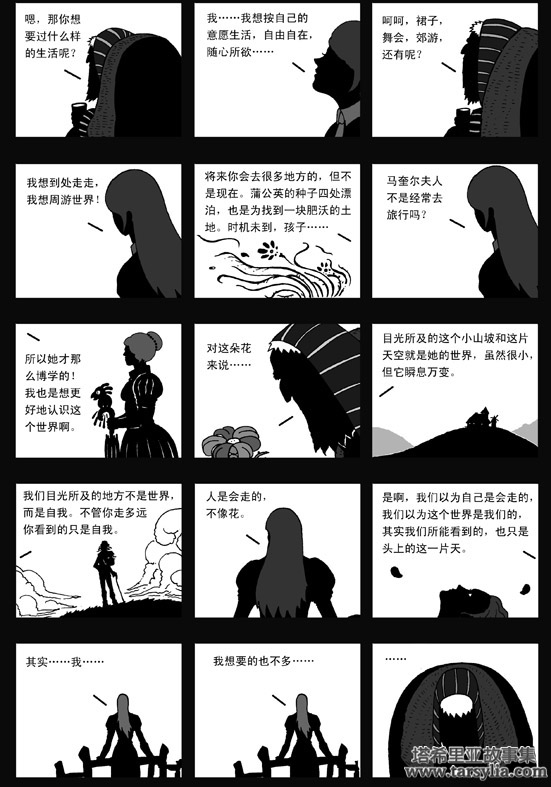 嗯，那你想
要过什么样
的生活呢？
我……我想按自己的
意愿生活，自由自在，
随心所欲……
呵呵，裙子，
舞会，郊游，
还有呢？
我想到处走走，
我想周游世界！
将来你会去很多地方的，但不
是现在。蒲公英的种子四处漂
泊，也是为找到一块肥沃的土
地。时机未到，孩子……
马奎尔夫人
不是经常去
旅行吗？
所以她才那
么博学的！
我也是想更
好地认识这
个世界啊。
对这朵花
来说……
目光所及的这个小山坡和这片
天空就是她的世界，虽然很小，
但它瞬息万变。
我们目光所及的地方不是世界，
而是自我。不管你走多远
你看到的只是自我。
人是会走的，
不像花。
是啊，我们以为自己是会走的，
我们以为这个世界是我们的，
其实我们所能看到的，也只是
头上的这一片天。
其实……我……
我想要的也不多……
……
塔希里亚故事集
www.tarsylia.com